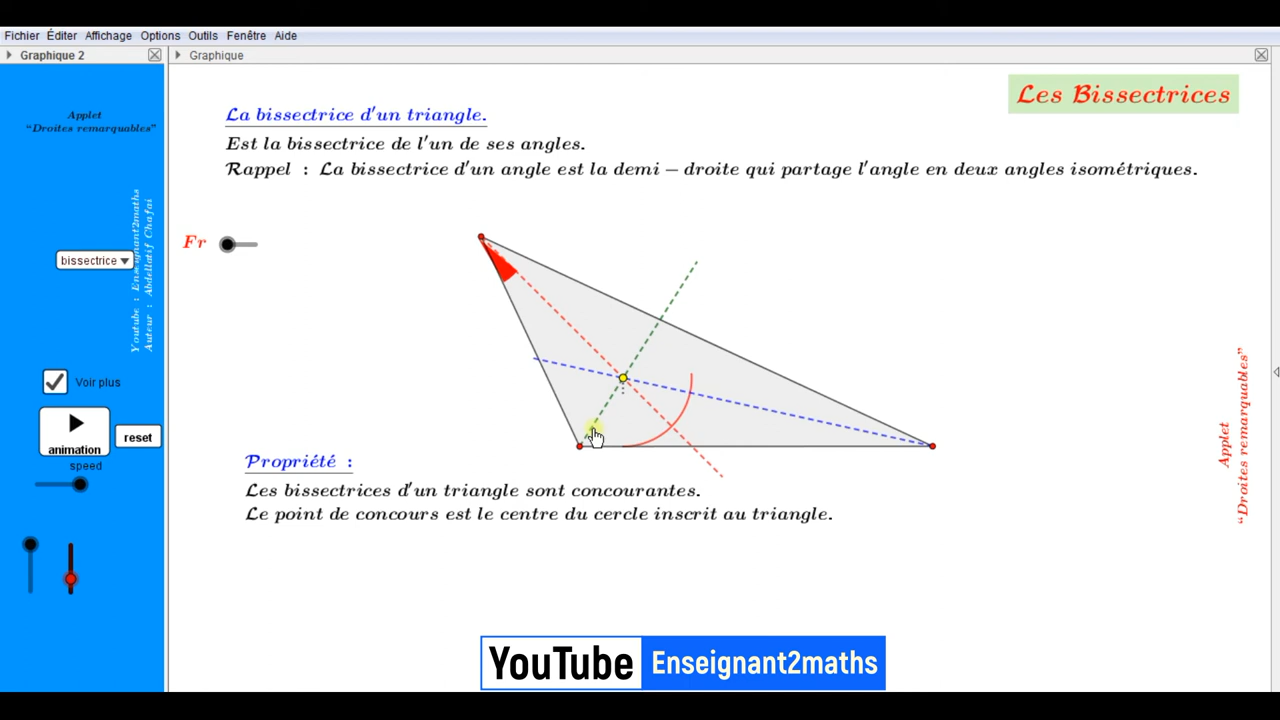 Fichier Éditer Affichage Options Outils Fenêtre Aide
Graphique 2
Graphique
Applet
“Droites remarquables”
Youtube : Enseignant2maths
Auteur : Abdellatif Chafai
bissectrice
Voir plus
animation
reset
speed
Les Bissectrices
La bissectrice d'un triangle.
Est la bissectrice de l'un de ses angles.
Rappel : La bissectrice d'un angle est la demi − droite qui partage l'angle en deux angles isométriques.
Fr
Propriété :
Les bissectrices d'un triangle sont concourantes.
Le point de concours est le centre du cercle inscrit au triangle.
Applet
“Droites remarquables”
YouTube Enseignant2maths